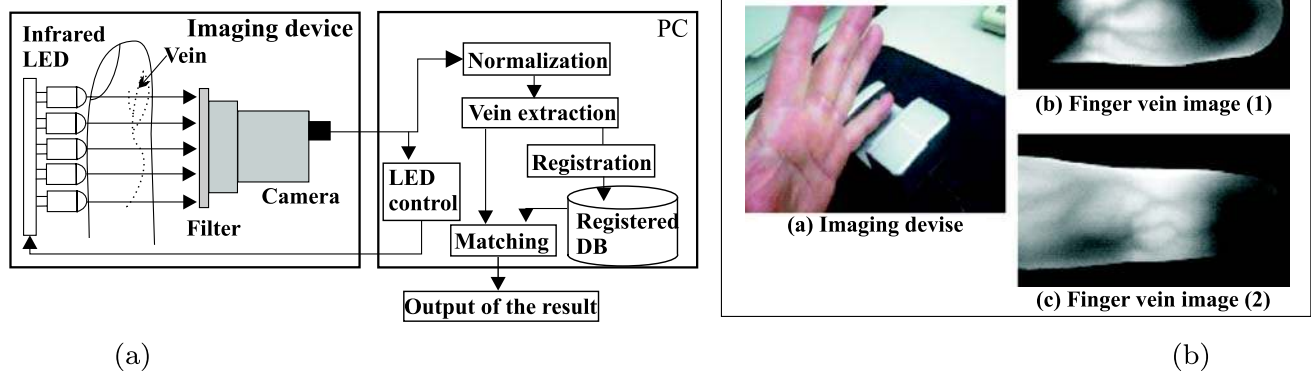 Imaging device
Infrared
LED
Vein
Filter
Camera
PC
Normalization
Vein extraction
Registration
LED
control
Registered
DB
Matching
Output of the result
(a)
(a) Imaging devise
(b) Finger vein image (1)
(c) Finger vein image (2)
(b)